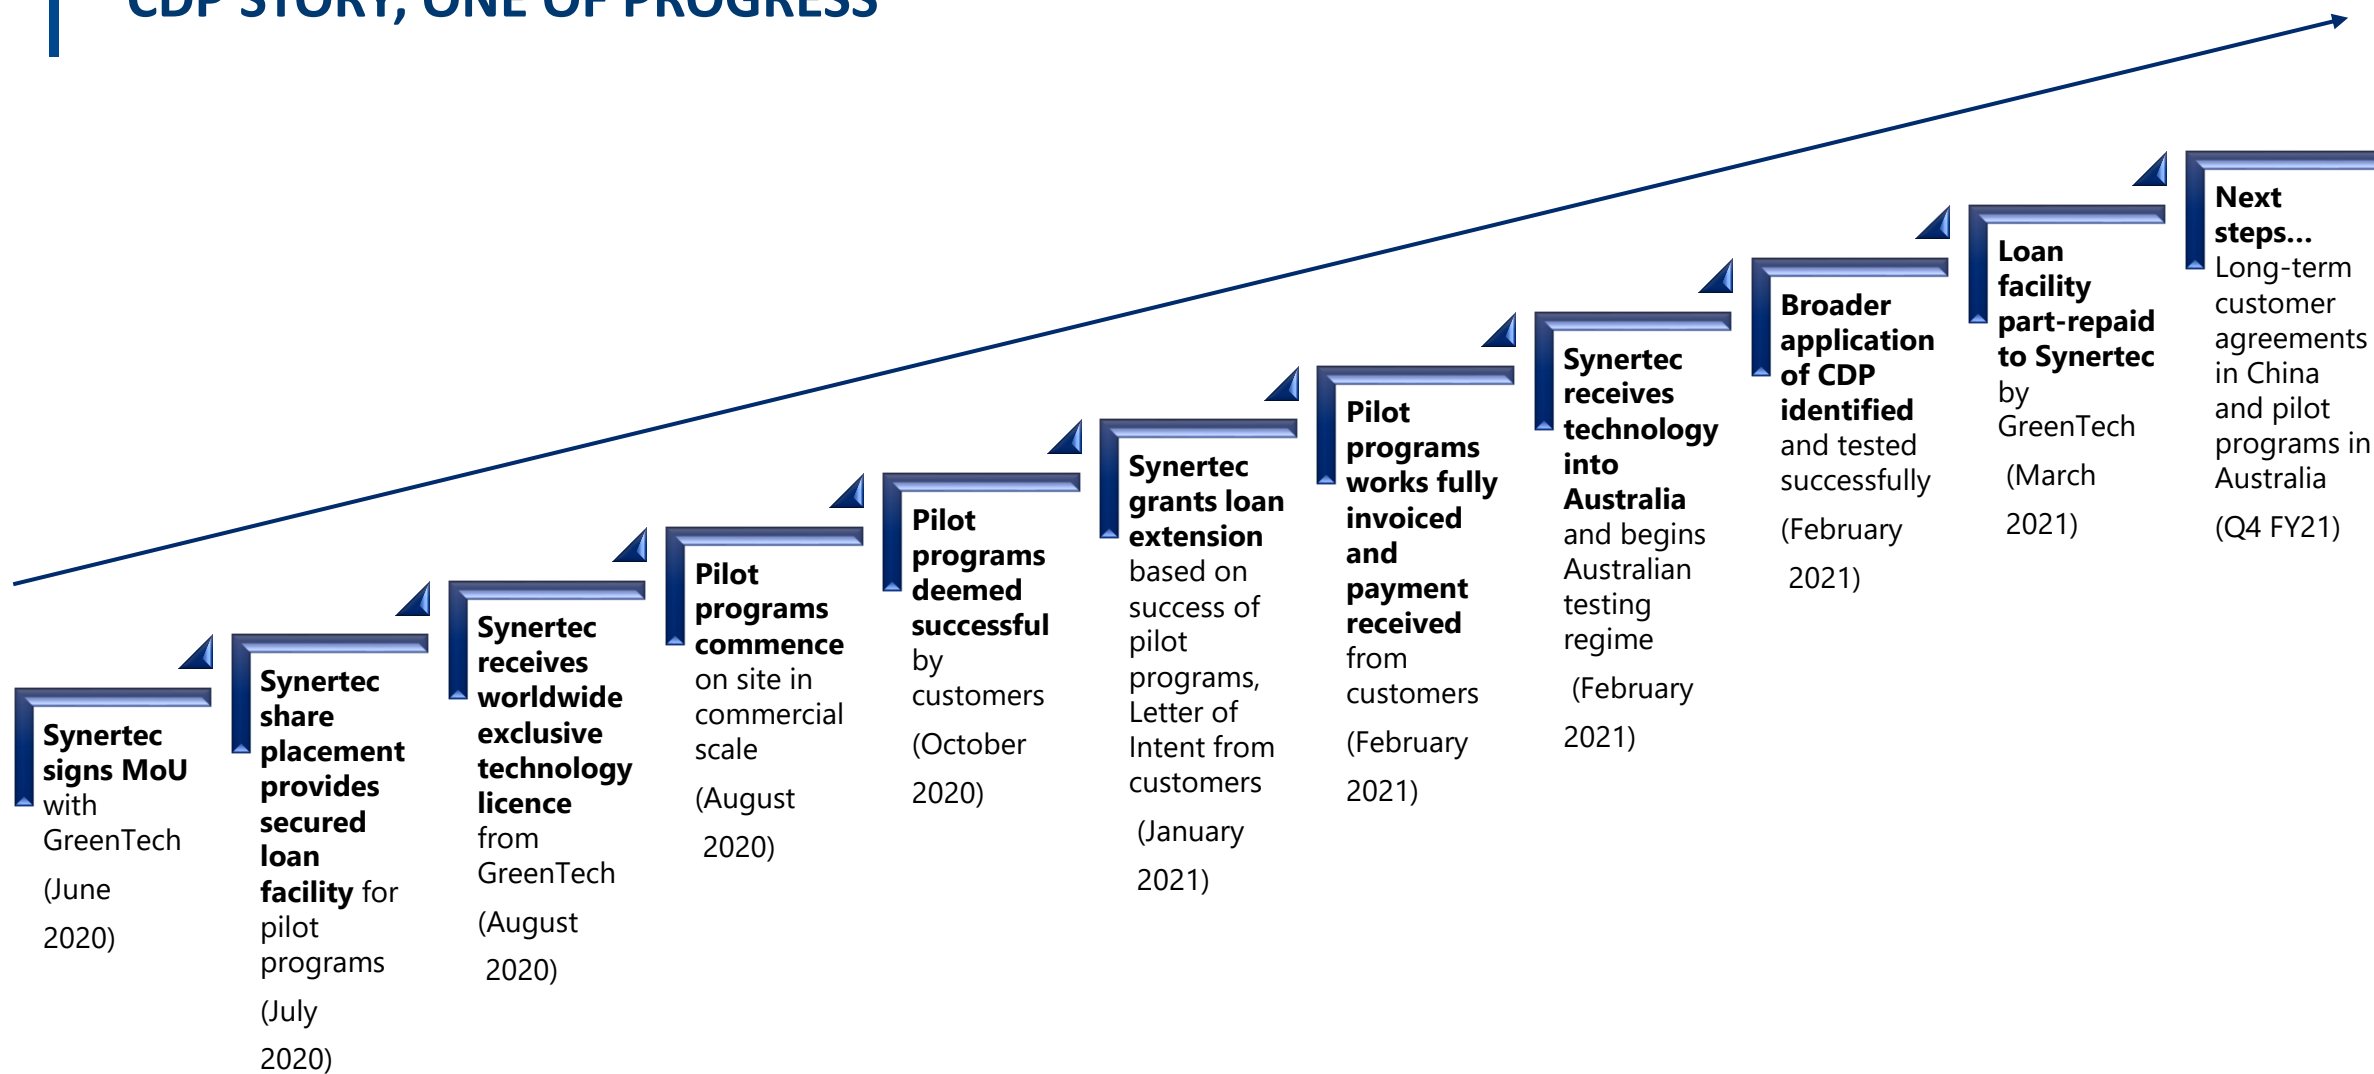 CDP STORY, ONE OF PROGRESS
Synertec
signs MoU
with
GreenTech
(June
2020)
Synertec
share
placement
provides
secured
loan
facility for
pilot
programs
(July
2020)
Synertec
receives
worldwide
exclusive
technology
licence
from
GreenTech
(August
2020)
Pilot
programs
commence
on site in
commercial
scale
(August
2020)
Pilot
programs
deemed
successful
by
customers
(October
2020)
Synertec
grants loan
extension
based on
success of
pilot
programs,
Letter of
Intent from
customers
(January
2021)
Pilot
programs
works fully
invoiced
and
payment
received
from
customers
(February
2021)
Synertec
receives
technology
into
Australia
and begins
Australian
testing
regime
(February
2021)
Broader
application
of CDP
identified
and tested
successfully
(February
2021)
Loan
facility
part-repaid
to Synertec
by
GreenTech
(March
2021)
Next
steps...
Long-term
customer
agreements
in China
and pilot
programs in
Australia
(Q4 FY21)